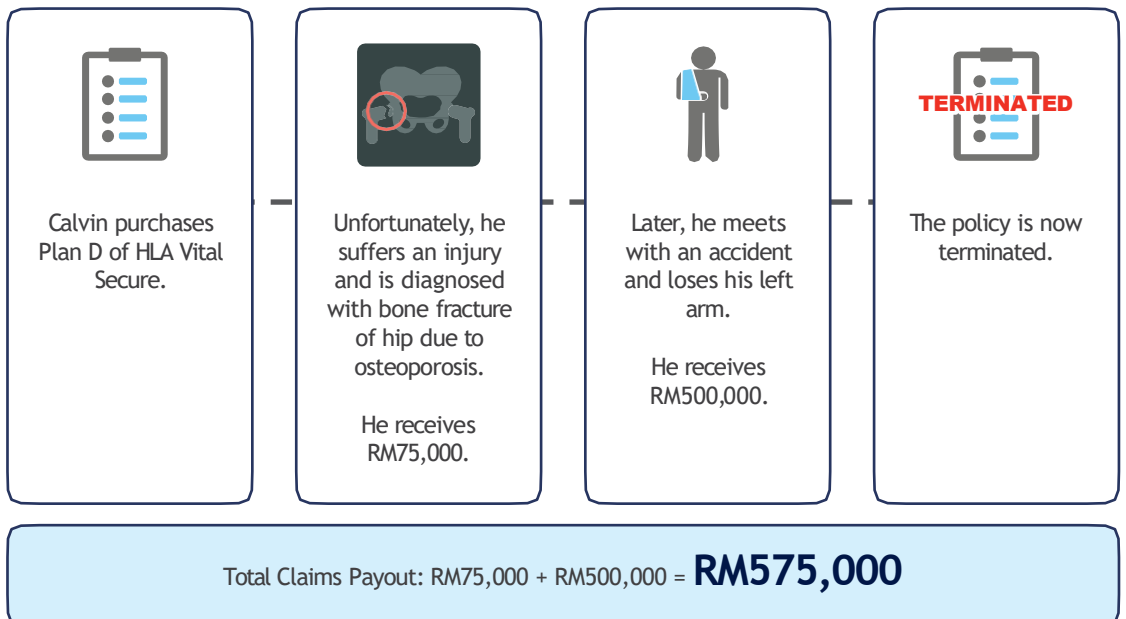 Calvin purchases
Plan D of HLA Vital
Secure.
Unfortunately, he
suffers an injury
and is diagnosed
with bone fracture
of hip due to
osteoporosis.
He receives
RM75,000.
Later, he meets
with an accident
and loses his left
arm.
He receives
RM500,000.
TERMINATED
The policy is now
terminated.
Total Claims Payout: RM75,000 + RM500,000 = RM575,000